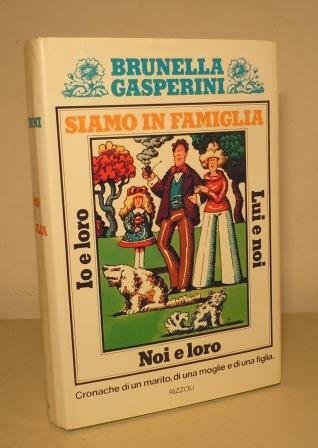 BRUNELLA
GASPERINI
SIAMO IN FAMIGLIA
Io e loro
Lui e noi
Noi e loro
Cronache di un marito, di una moglie e di una figlia.
RIZZOLI